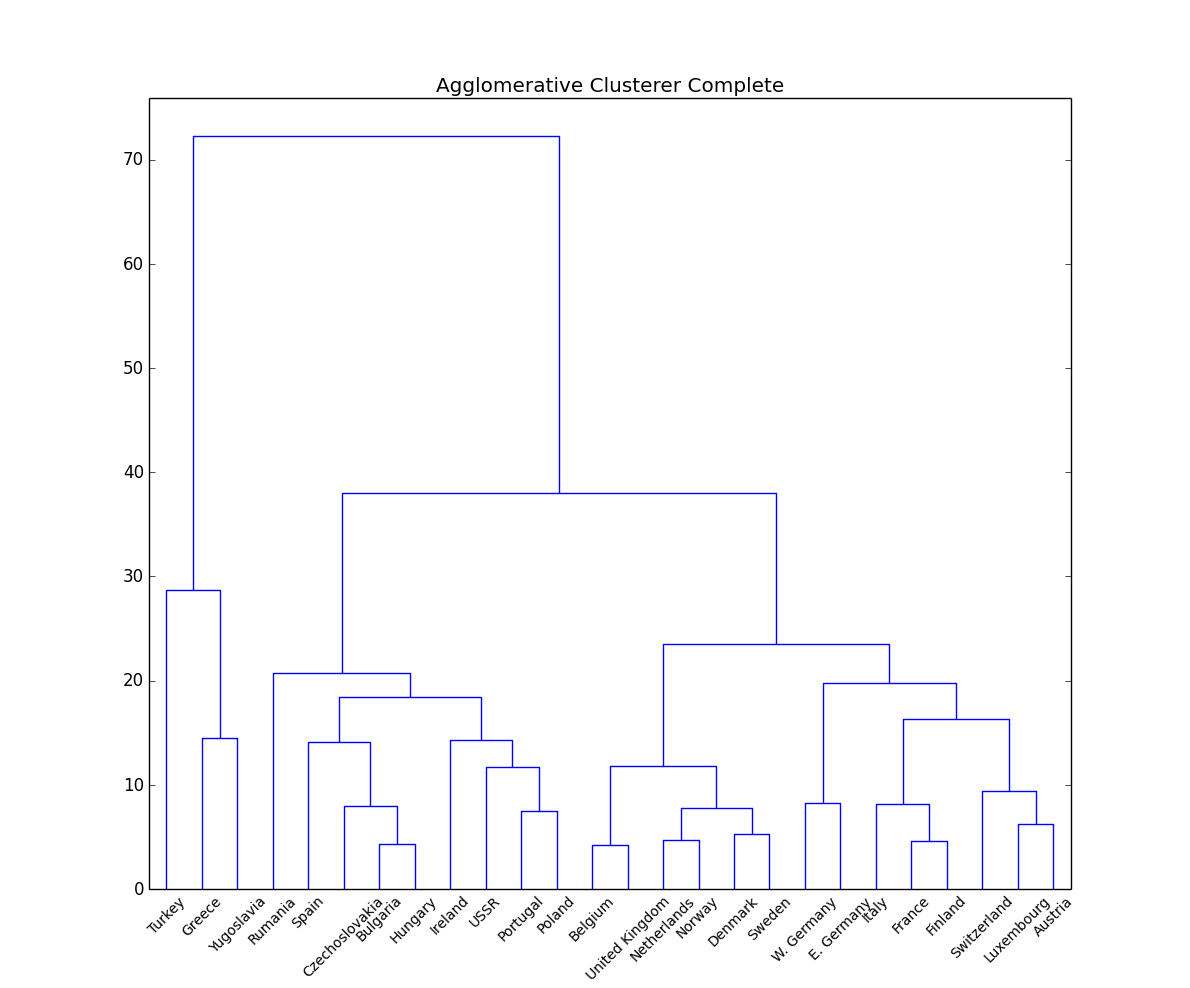 Agglomerative Clusterer Complete
70
60
50
40
30
20
10
0
Turkey
Greece
Yugoslavia
Rumania
Spain
Czechoslovakia
Bulgaria
Hungary
Ireland
USSR
Portugal
Poland
Belgium
United Kingdom
Netherlands
Norway
Denmark
Sweden
W. Germany
E. Germany
Italy
France
Finland
Switzerland
Luxembourg
Austria